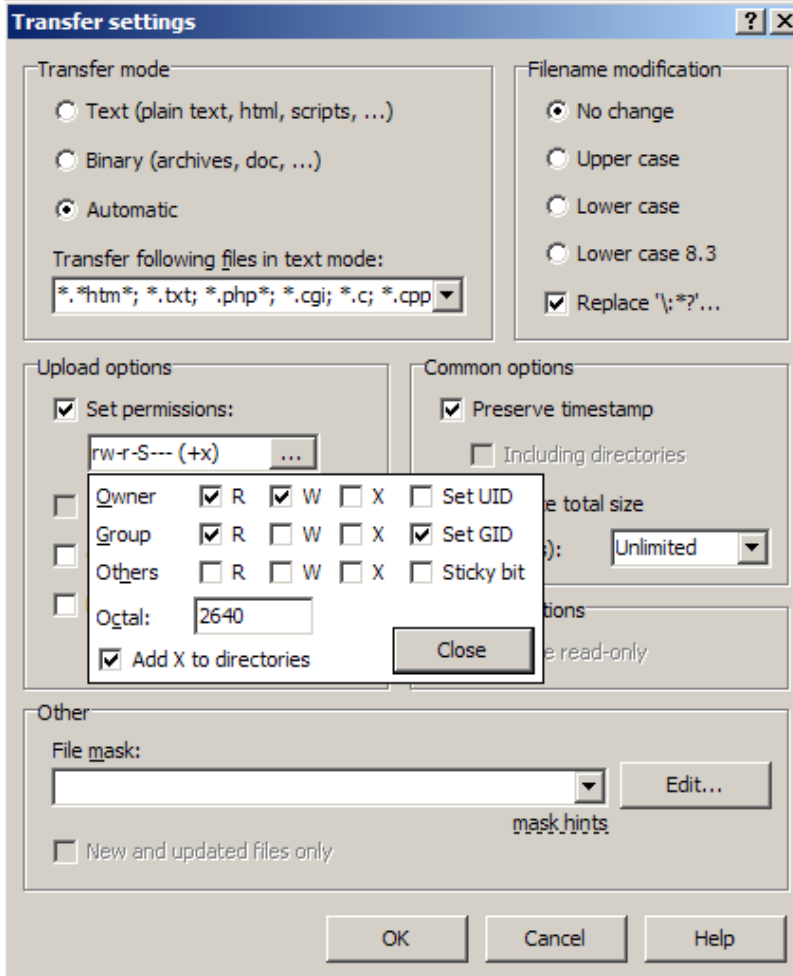 Transfer settings
Transfer mode
Text (plain text, html, scripts, ...)
Binary (archives, doc, ...)
Automatic
Transfer following files in text mode:
*.*htm*; *.txt; *.php*; *.cgi; *.c; *.cpp
Filename modification
No change
Upper case
Lower case
Lower case 8.3
Replace '\:*?'...
Upload options
Set permissions:
rw-r-S--- (+x)
...
Owner R W X Set UID
Group R W X Set GID
Others R W X Sticky bit
Octal: 2640
Add X to directories
Close
Common options
Preserve timestamp
Including directories
total size
Unlimited
read-only
Other
File mask:
Edit...
mask hints
New and updated files only
OK Cancel Help